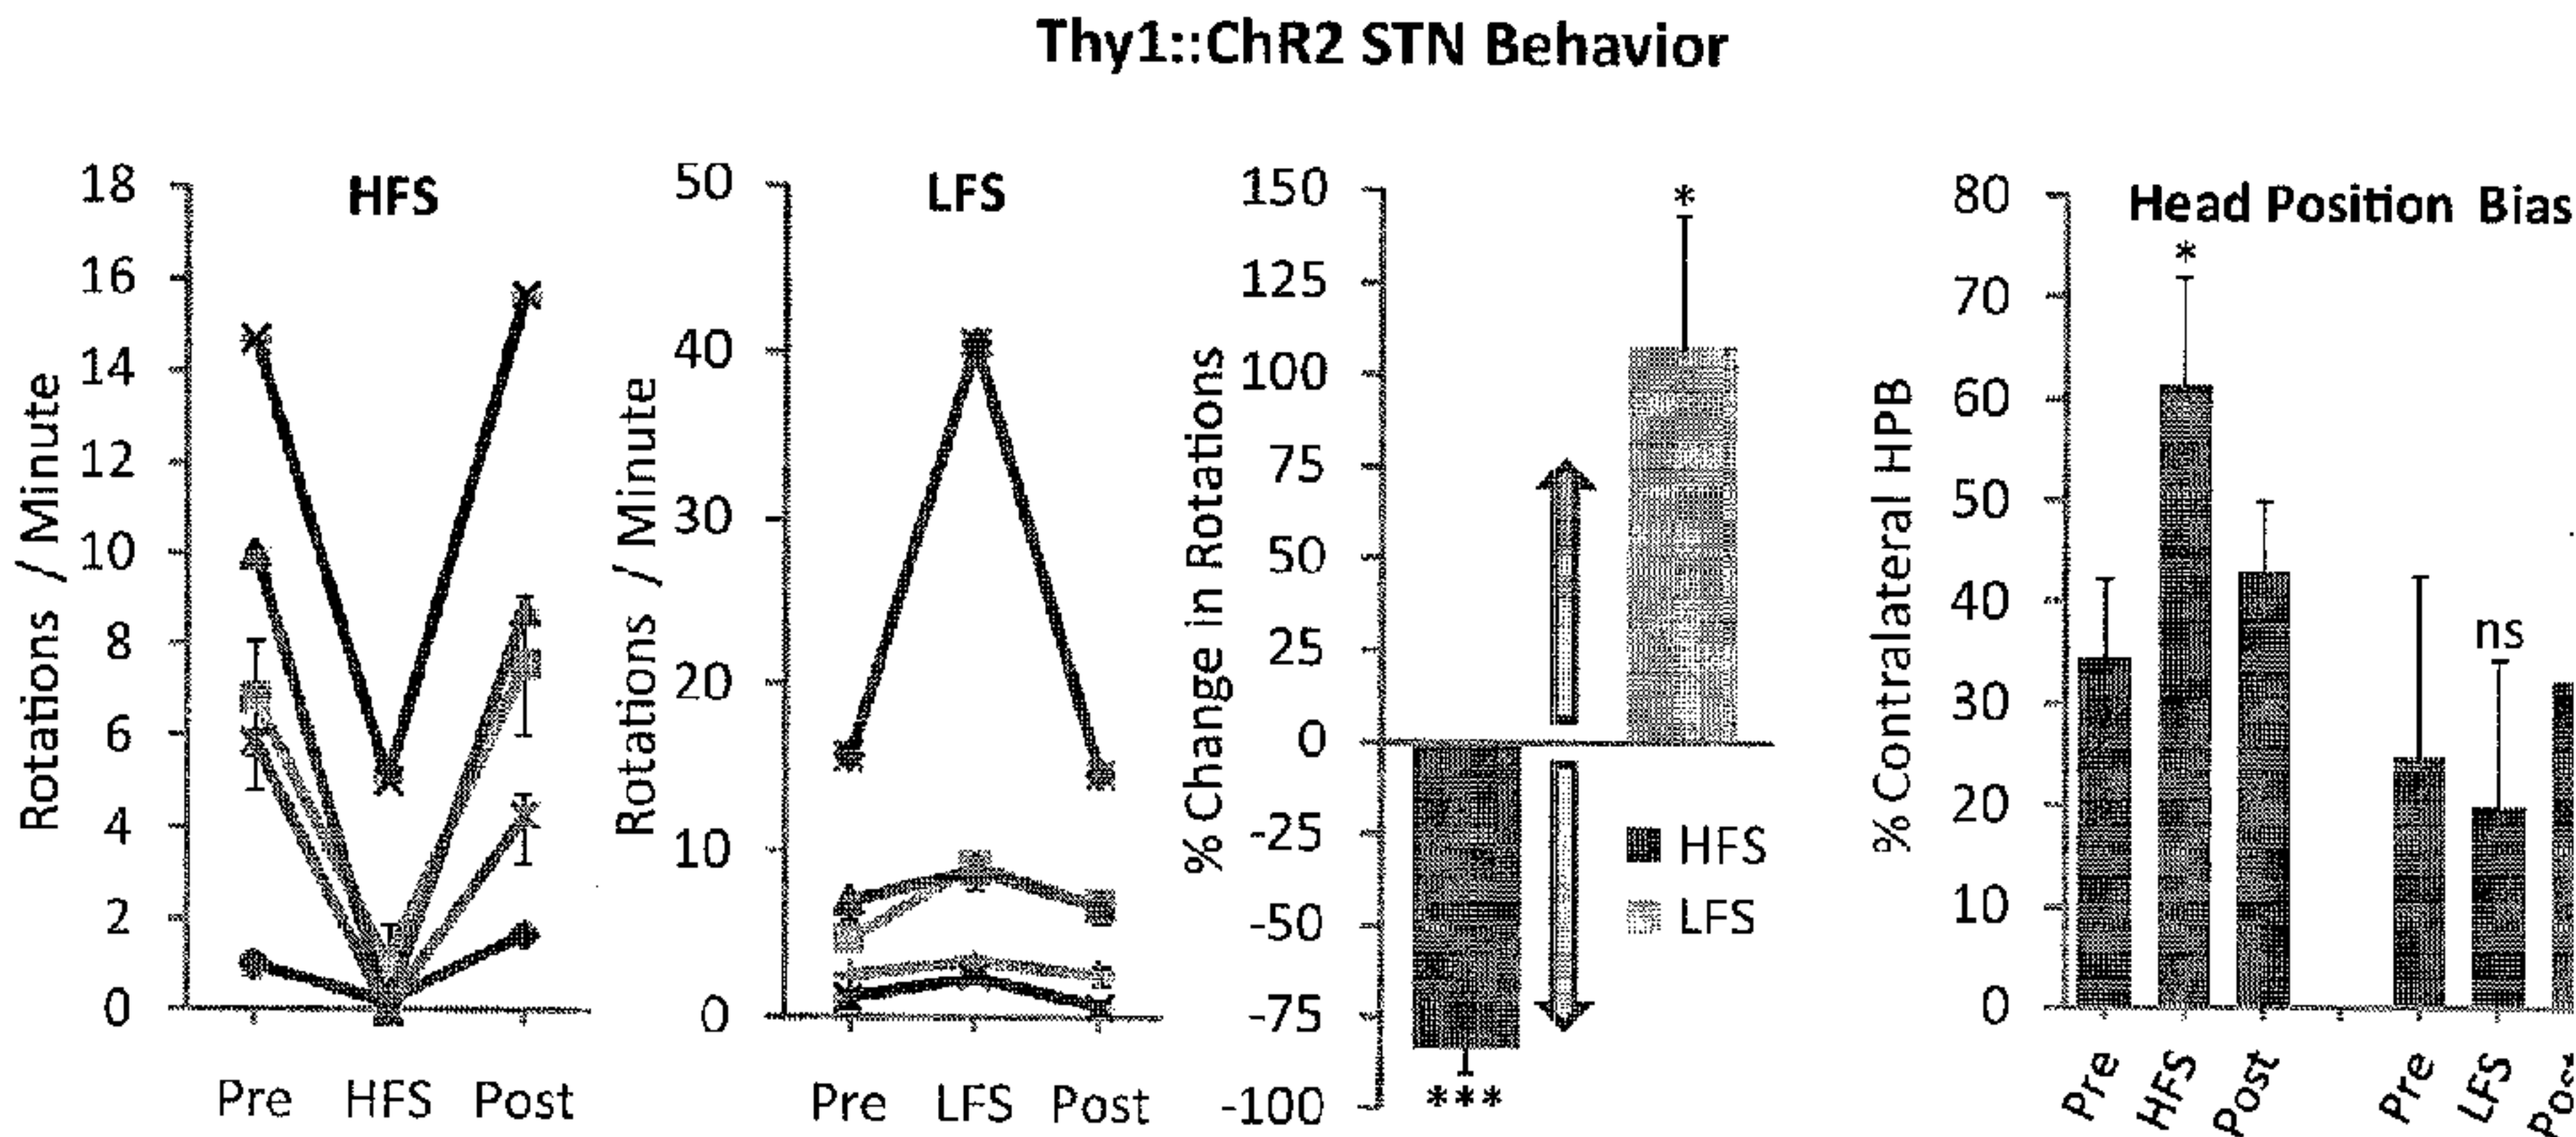 Thy1::ChR2 STN Behavior
HFS
Rotations / Minute
18
16
14
12
10
8
6
4
2
0
Pre HFS Post
LFS
Rotations / Minute
50
40
30
20
10
0
Pre LFS Post
% Change in Rotations
150
125
100
75
50
25
0
-25
-50
-75
-100
*
***
HFS
LFS
Head Position Bias
% Contralateral HPB
80
70
60
50
40
30
20
10
0
*
ns
Pre
HFS
Post
Pre
LFS
Post